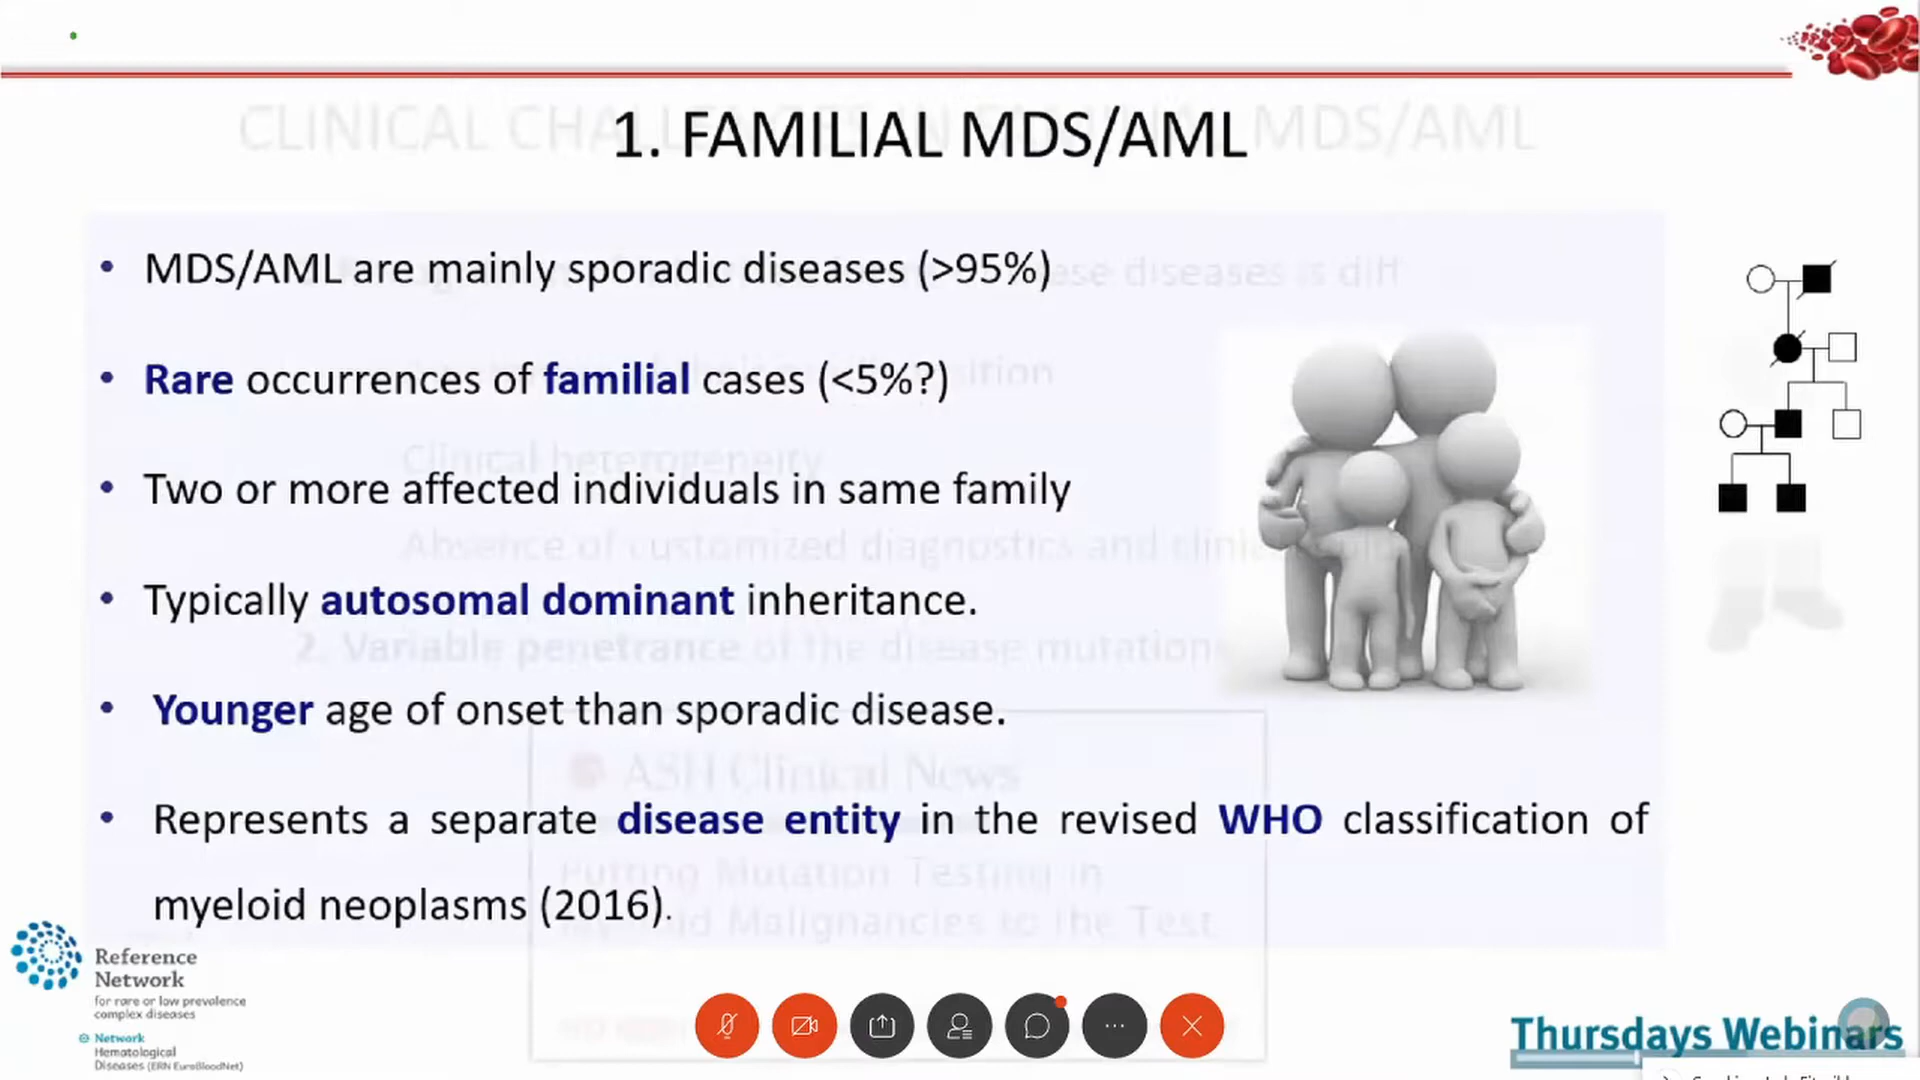 CLINICAL CHALLENGES IN FAMILIAL MDS/AML
1. FAMILIAL MDS/AML
• MDS/AML are mainly sporadic diseases (>95%)
ase diseases is diff
• Rare occurrences of familial cases (<5%?)
Clinical heterogeneity
• Two or more affected individuals in same family
Absence of customized diagnostics and clinical
• Typically autosomal dominant inheritance.
2. Variable penetrance of the disease mutation
• Younger age of onset than sporadic disease.
ASH Clinical News
• Represents a separate disease entity in the revised WHO classification of
myeloid neoplasms (2016).
Putting Mutation Testing in
Myeloid Malignancies to the Test
Reference
Network
for rare or low prevalence
complex diseases
Network
Hematological
Diseases (ERN EuroBloodNet)
Thursdays Webinars